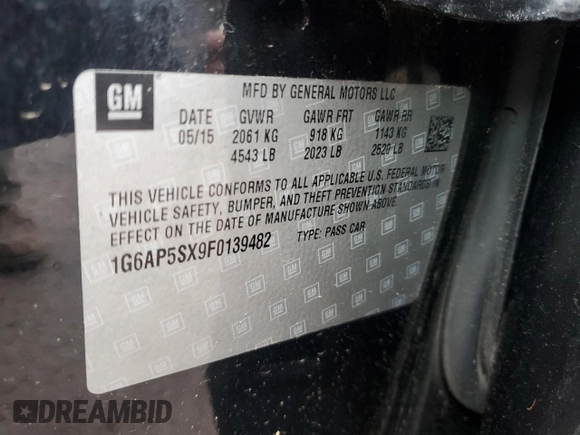 GM
MFD BY GENERAL MOTORS LLC
DATE GVWR GAWR FRT GAWR RR
05/15 2061 KG 918 KG 1143 KG
4543 LB 2023 LB 2520 LB
THIS VEHICLE CONFORMS TO ALL APPLICABLE U.S. FEDERAL MOTOR
VEHICLE SAFETY, BUMPER, AND THEFT PREVENTION STANDARDS IN
EFFECT ON THE DATE OF MANUFACTURE SHOWN ABOVE.
1G6AP5SX9F0139482 TYPE: PASS CAR
DREAMBID